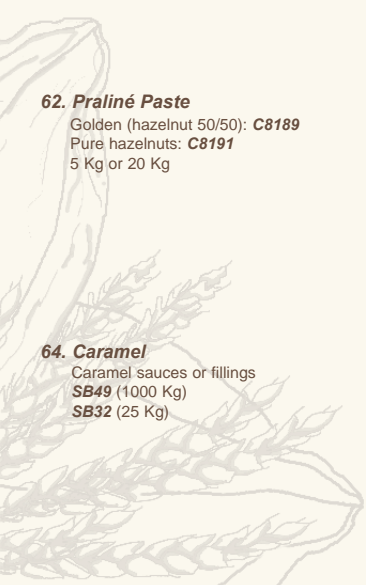 62. Praliné Paste
Golden (hazelnut 50/50): C8189
Pure hazelnuts: C8191
5 Kg or 20 Kg
64. Caramel
Caramel sauces or fillings
SB49 (1000 Kg)
SB32 (25 Kg)